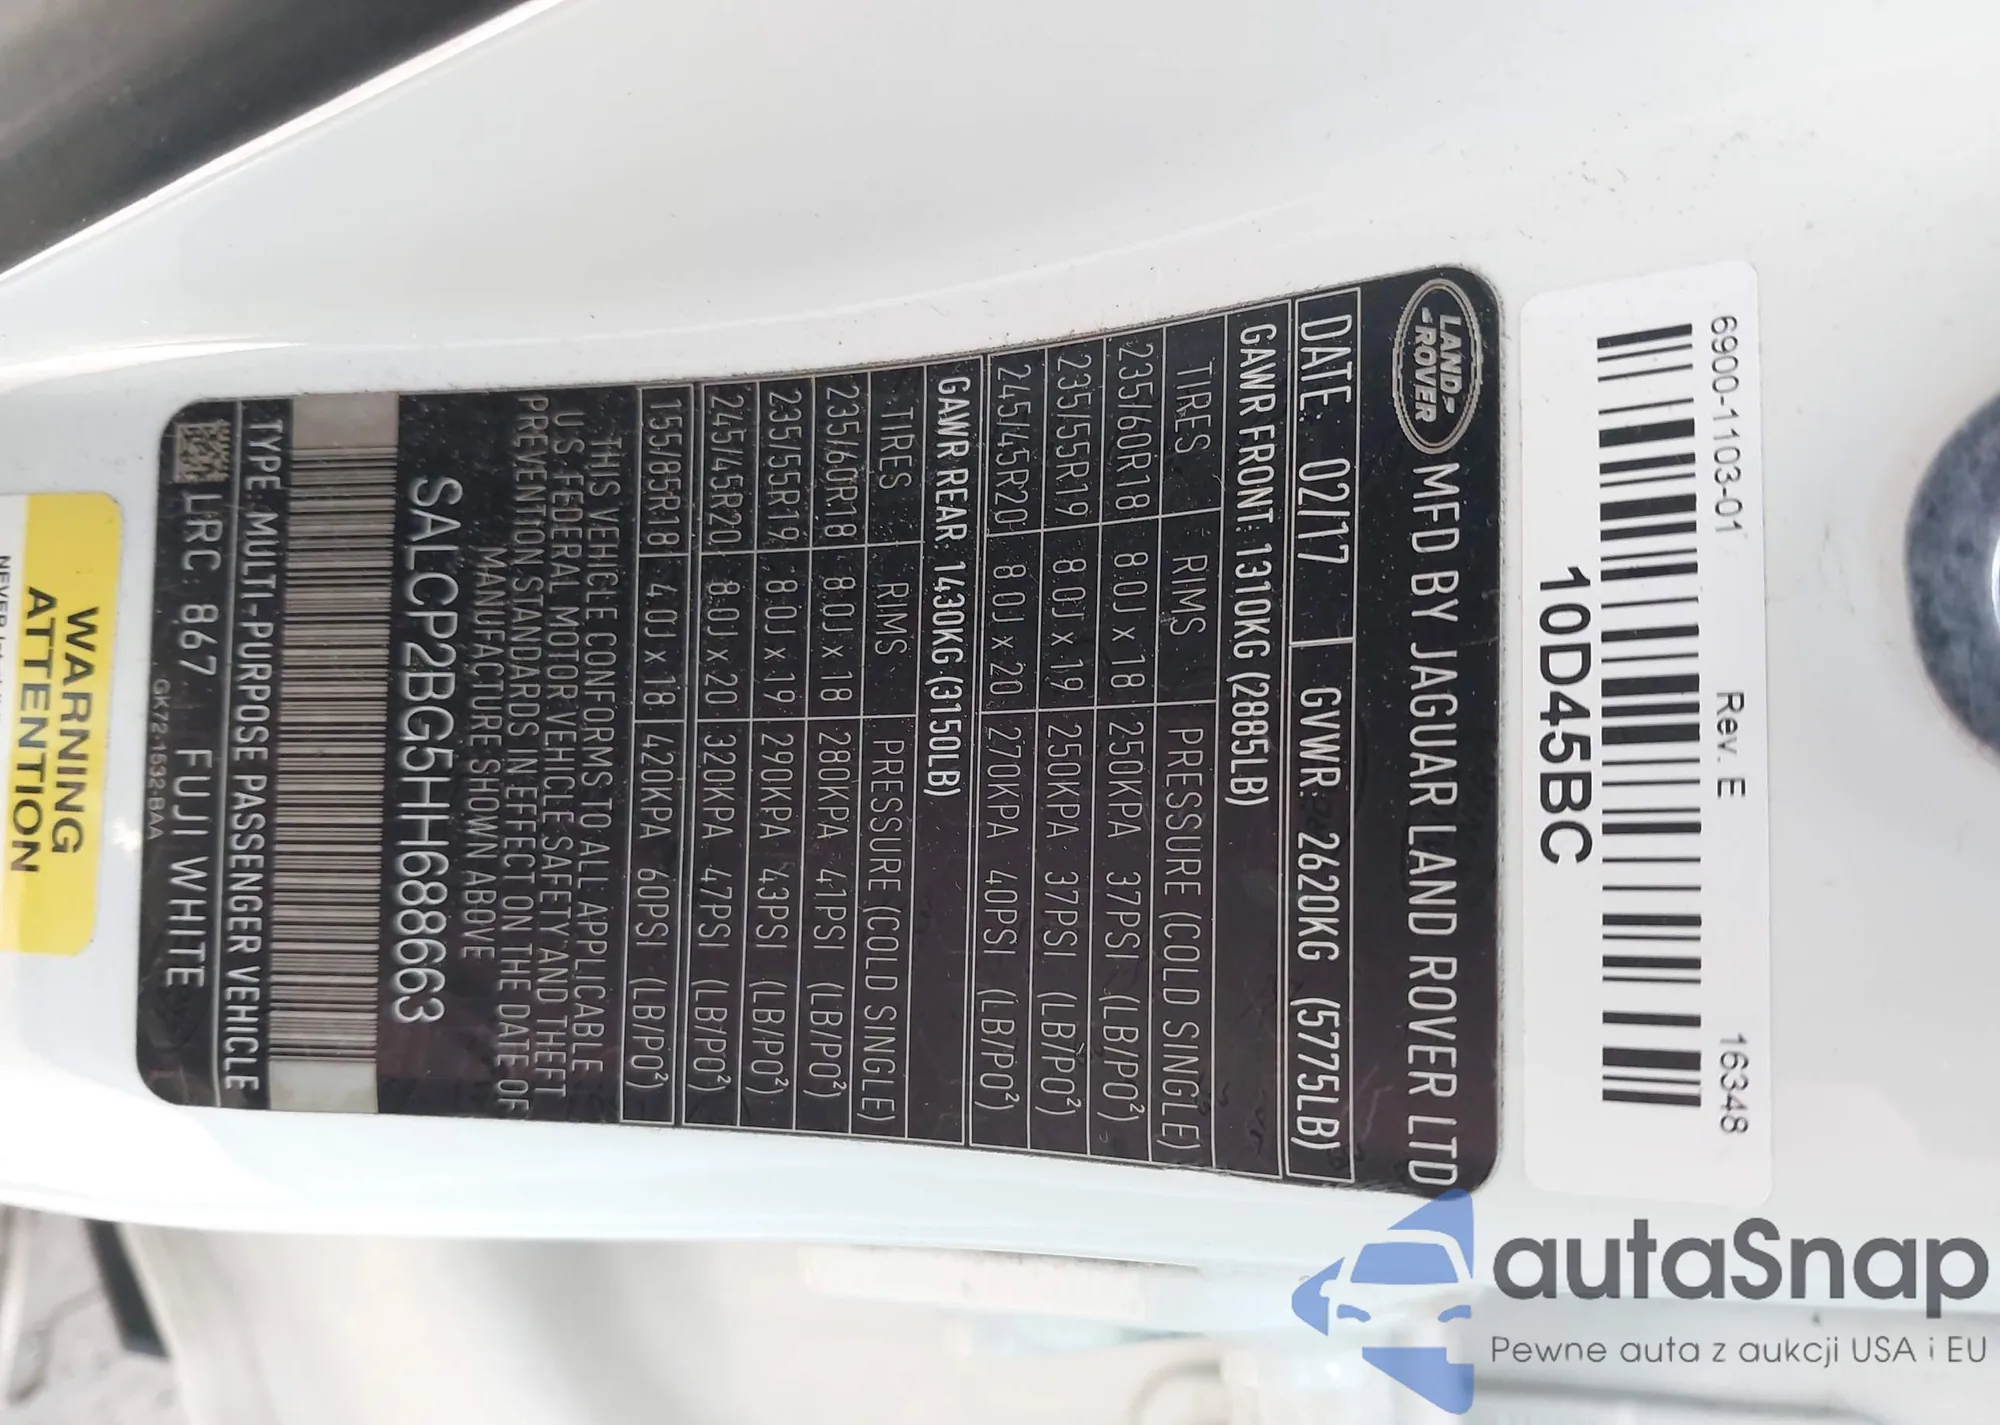 6900-1103-01 Rev. E 16348
10D45BC
LAND-
-ROVER
MFD BY JAGUAR LAND ROVER LTD
DATE: 02/17 GVWR: 2620KG (5775LB)
GAWR FRONT: 1310KG (2885LB)
TIRES RIMS PRESSURE (COLD SINGLE)
235/60R18 8.0J x 18 250KPA 37PSI (LB/PO²)
235/55R19 8.0J x 19 250KPA 37PSI (LB/PO²)
245/45R20 8.0J x 20 270KPA 40PSI (LB/PO²)
GAWR REAR: 1430KG (3150LB)
TIRES RIMS PRESSURE (COLD SINGLE)
235/60R18 8.0J x 18 280KPA 41PSI (LB/PO²)
235/55R19 8.0J x 19 290KPA 43PSI (LB/PO²)
245/45R20 8.0J x 20 320KPA 47PSI (LB/PO²)
155/85R18 4.0J x 18 420KPA 60PSI (LB/PO²)
THIS VEHICLE CONFORMS TO ALL APPLICABLE
U.S. FEDERAL MOTOR VEHICLE SAFETY AND THEFT
PREVENTION STANDARDS IN EFFECT ON THE DATE OF
MANUFACTURE SHOWN ABOVE
SALCP2BG5HH688663
TYPE: MULTI-PURPOSE PASSENGER VEHICLE
LRC: 867 FUJI WHITE
GK72-1532-BAA
WARNING
ATTENTION
autaSnap
Pewne auta z aukcji USA i EU